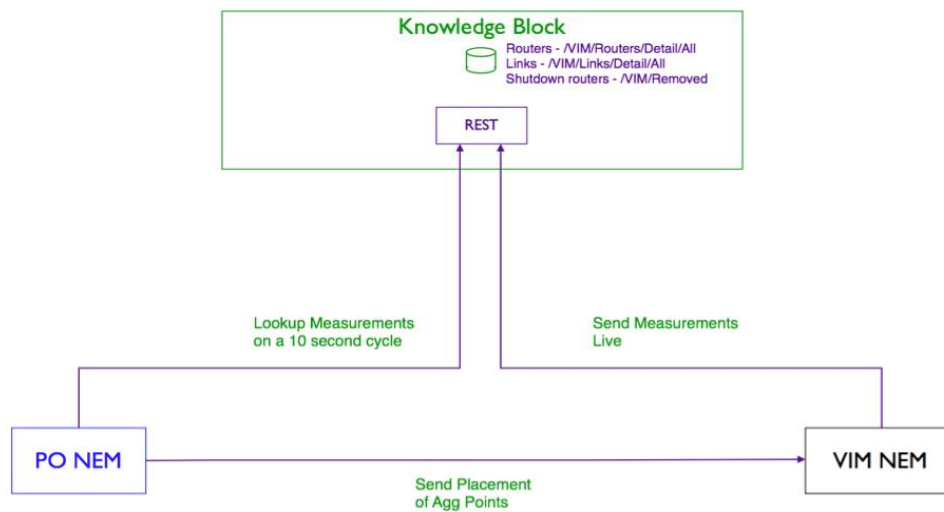 Knowledge Block
Routers - /VIM/Routers/Detail/All
Links - /VIM/Links/Detail/All
Shutdown routers - /VIM/Removed
REST
Lookup Measurements
on a 10 second cycle
Send Measurements
Live
PO NEM
VIM NEM
Send Placement
of Agg Points